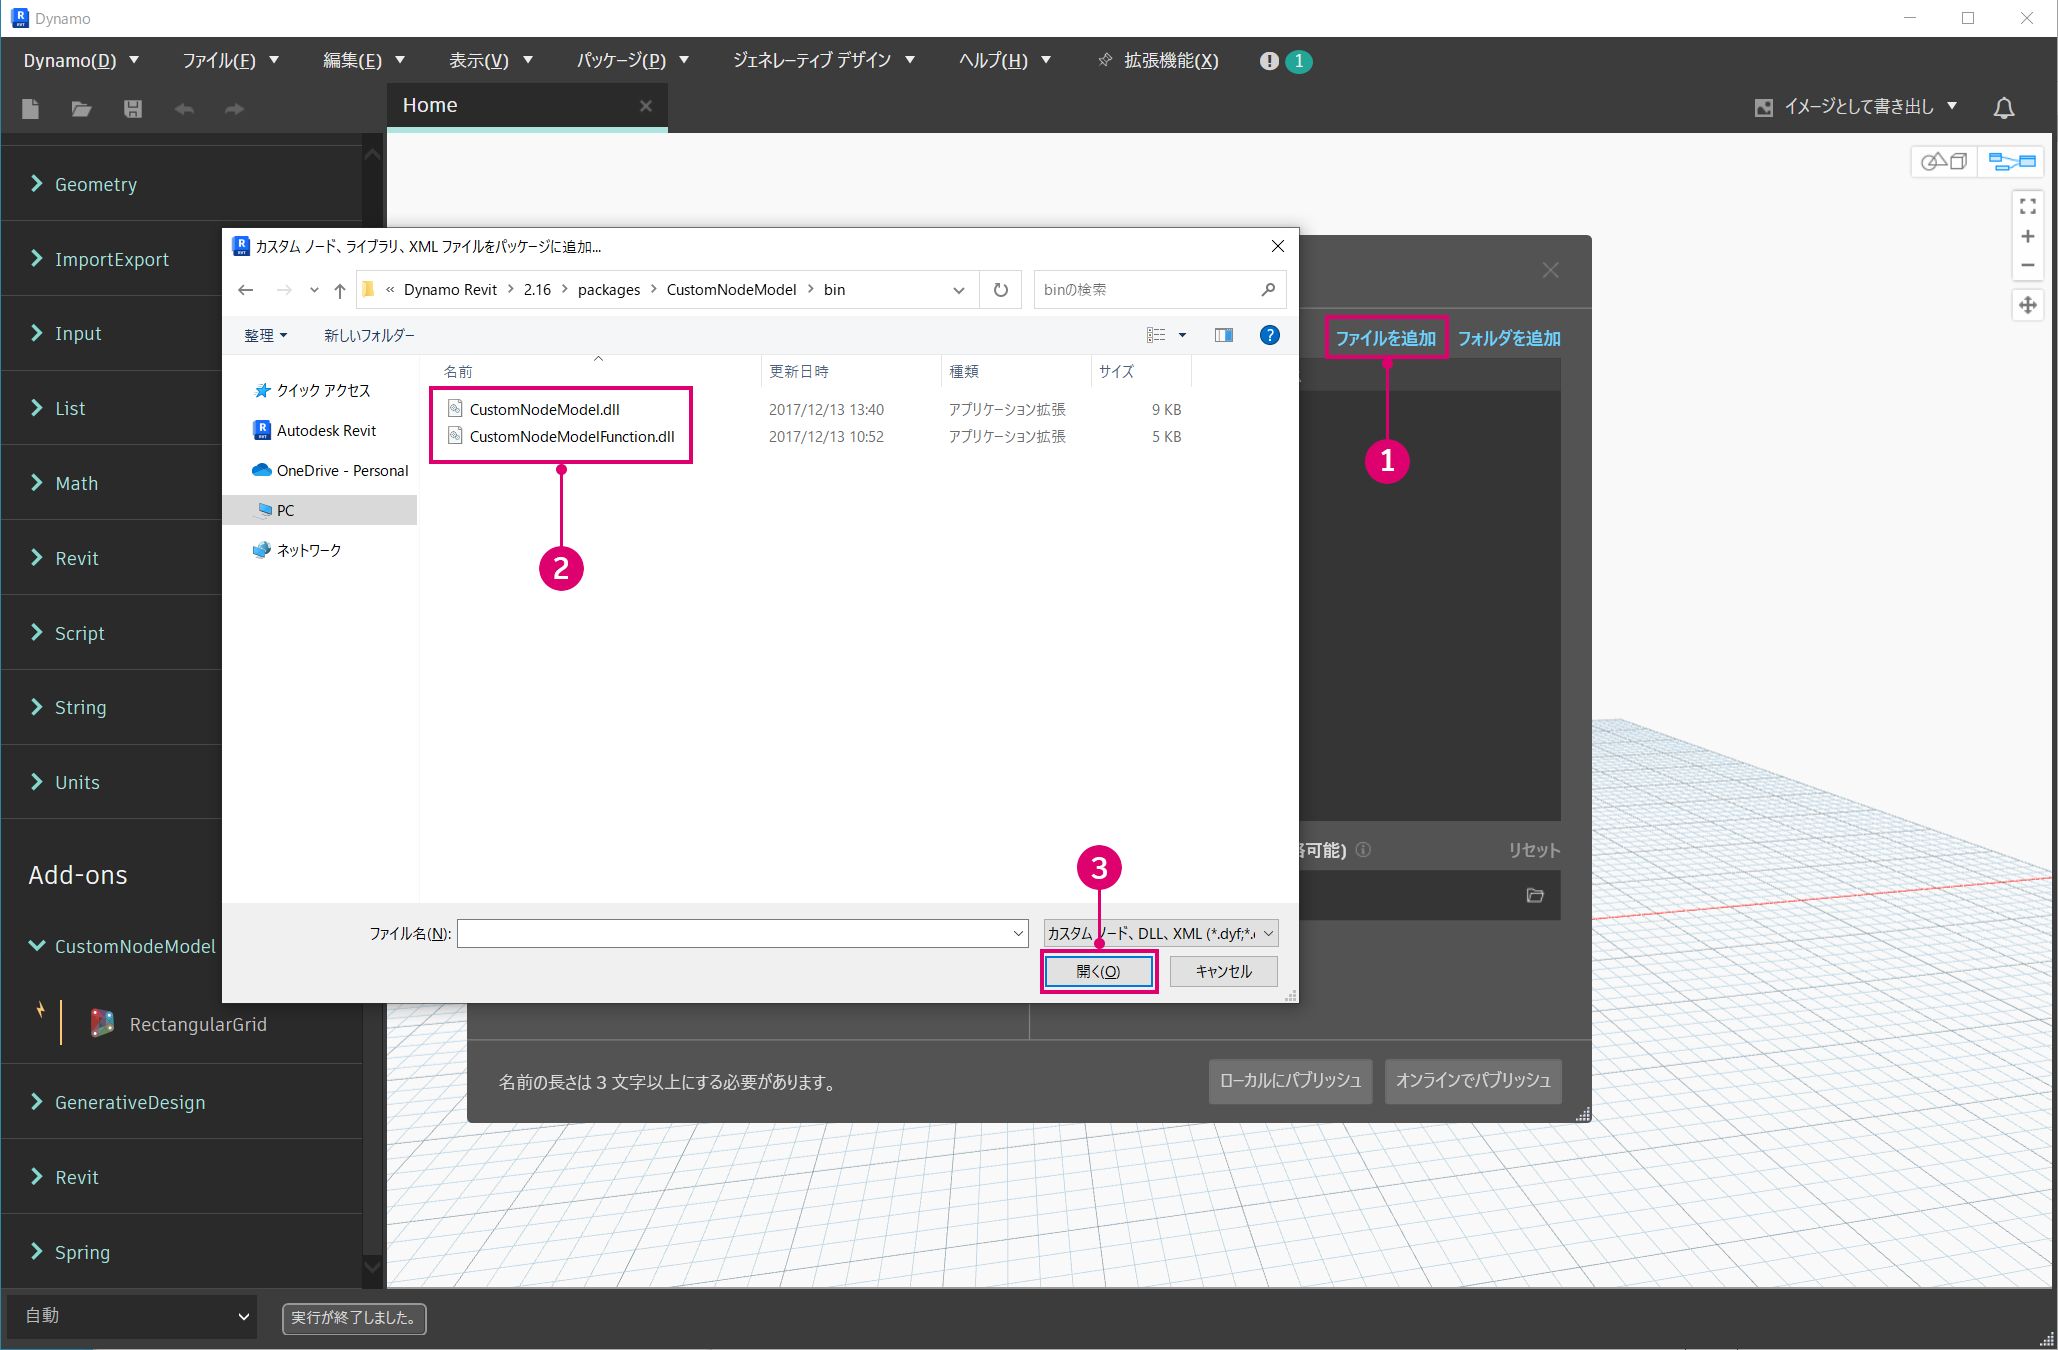 Dynamo
Dynamo(D) ファイル(F) 編集(E) 表示(V) パッケージ(P) ジェネレーティブ デザイン ヘルプ(H) 拡張機能(X) 1
Home イメージとして書き出し
Geometry
ImportExport
Input
List
Math
Revit
Script
String
Units
Add-ons
CustomNodeModel
RectangularGrid
GenerativeDesign
Revit
Spring
カスタム ノード、ライブラリ、XML ファイルをパッケージに追加...
« Dynamo Revit › 2.16 › packages › CustomNodeModel › bin
binの検索
整理 新しいフォルダー
クイック アクセス
Autodesk Revit
OneDrive - Personal
PC
ネットワーク
名前 更新日時 種類 サイズ
CustomNodeModel.dll 2017/12/13 13:40 アプリケーション拡張 9 KB
CustomNodeModelFunction.dll 2017/12/13 10:52 アプリケーション拡張 5 KB
2
3
ファイル名(N): カスタム ノード、DLL、XML (*.dyf;*.
開く(O) キャンセル
ファイルを追加 フォルダを追加
1
可能) リセット
名前の長さは 3 文字以上にする必要があります。
ローカルにパブリッシュ オンラインでパブリッシュ
自動 実行が終了しました。